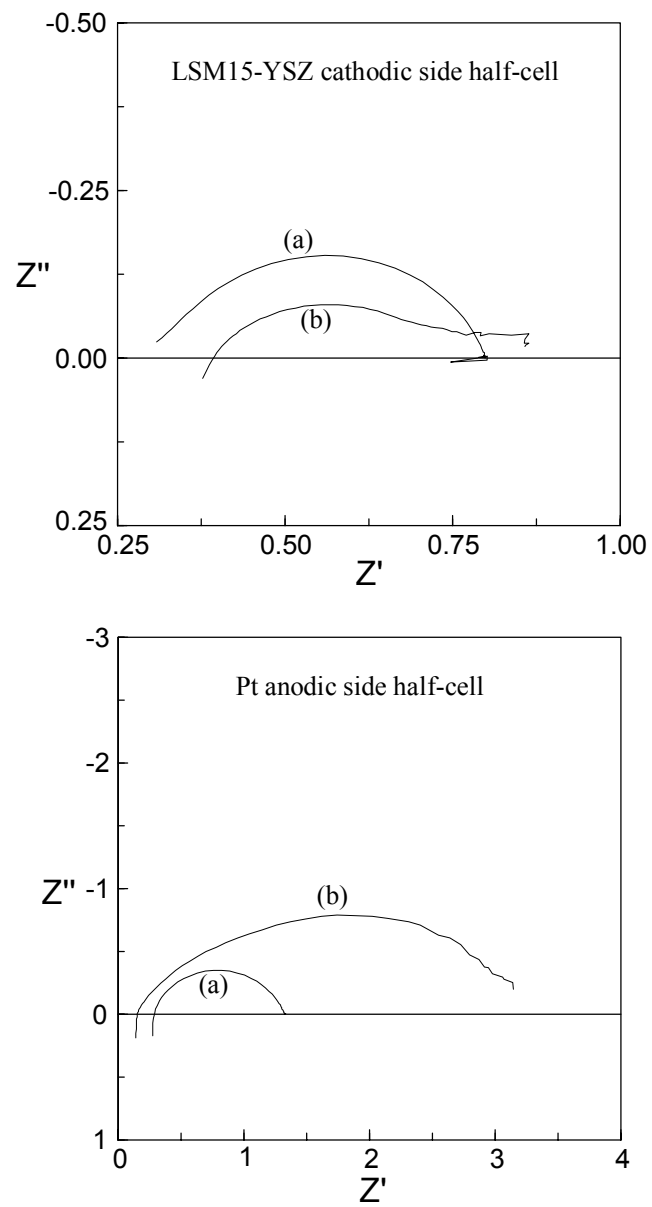 -0.50
LSM15-YSZ cathodic side half-cell
-0.25
(a)
Z"
(b)
0.00
0.25
0.25 0.50 0.75 1.00
Z'
-3
Pt anodic side half-cell
-2
Z"
-1
(b)
(a)
0
1
0 1 2 3 4
Z'